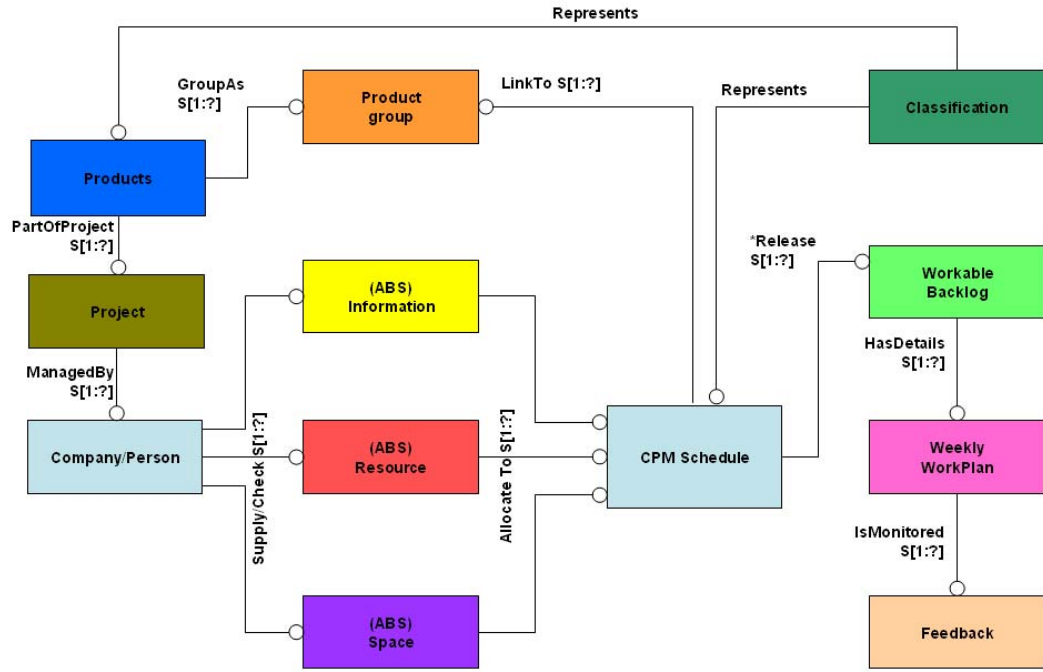 Represents
GroupAs
S[1:?]
Product
group
LinkTo S[1:?]
Represents
Classification
Products
PartOfProject
S[1:?]
*Release
S[1:?]
Workable
Backlog
(ABS)
Information
Project
ManagedBy
S[1:?]
HasDetails
S[1:?]
Company/Person
Supply/Check S[1:?]
(ABS)
Resource
Allocate To S[1:?]
CPM Schedule
Weekly
WorkPlan
IsMonitored
S[1:?]
(ABS)
Space
Feedback